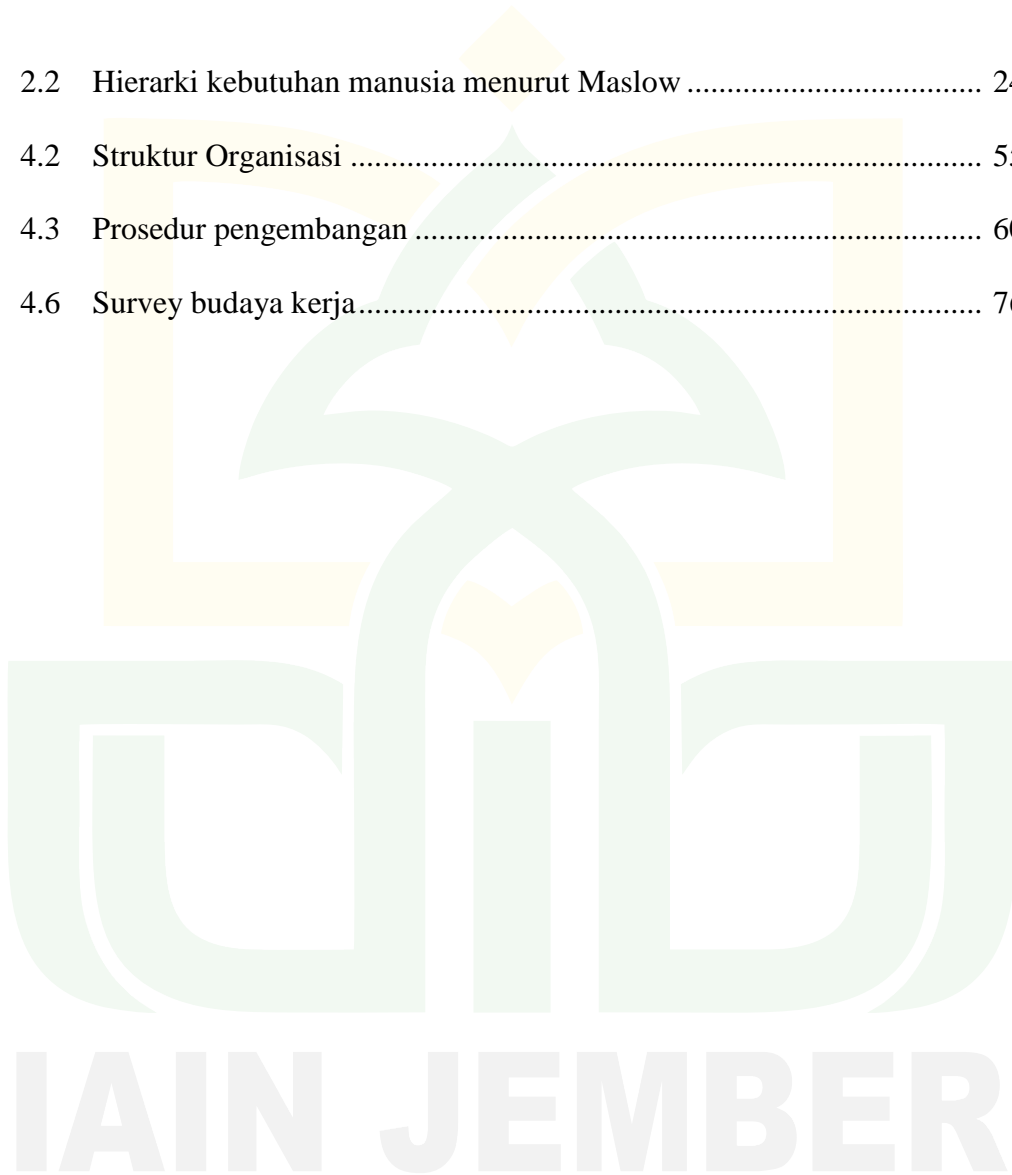 2.2 Hierarki kebutuhan manusia menurut Maslow .................................... 
4.2 Struktur Organisasi ...............................................................................
4.3 Prosedur pengembangan .......................................................................
4.6 Survey budaya kerja..............................................................................
IAIN JEMBER